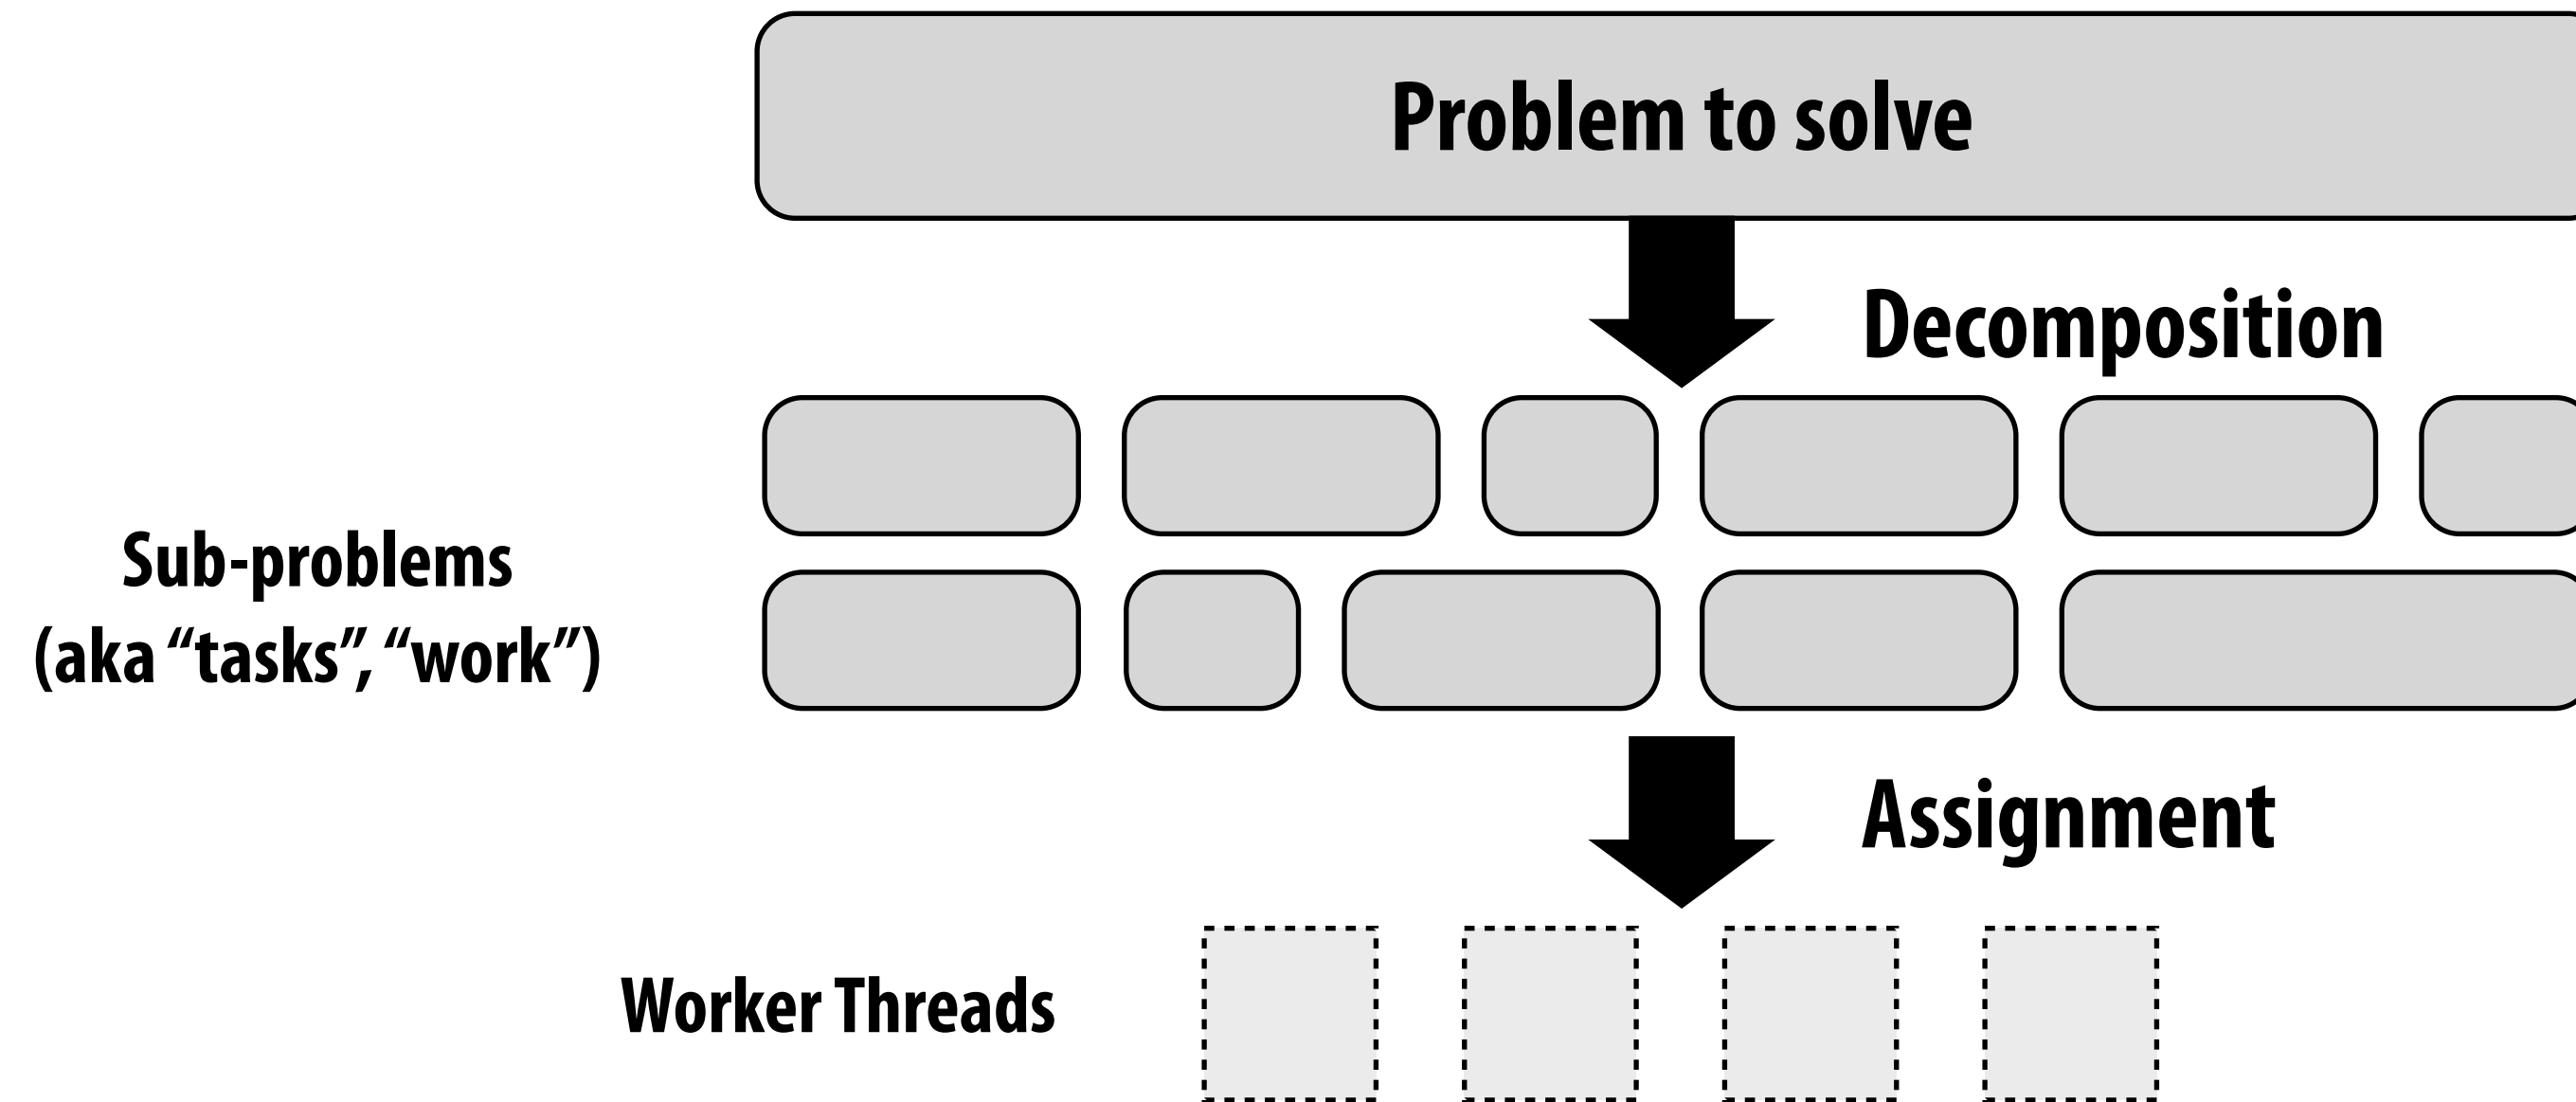 Problem to solve
Decomposition
Sub-problems
(aka “tasks”, “work”)
Assignment
Worker Threads